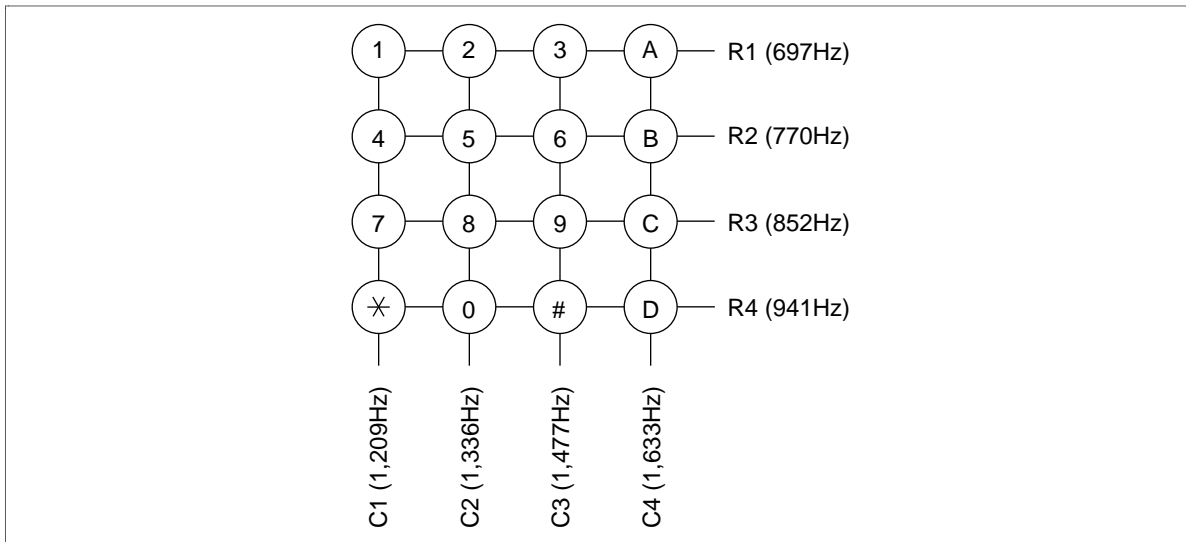 1 2 3 A R1 (697Hz)
4 5 6 B R2 (770Hz)
7 8 9 C R3 (852Hz)
* 0 # D R4 (941Hz)
C1 (1,209Hz)
C2 (1,336Hz)
C3 (1,477Hz)
C4 (1,633Hz)